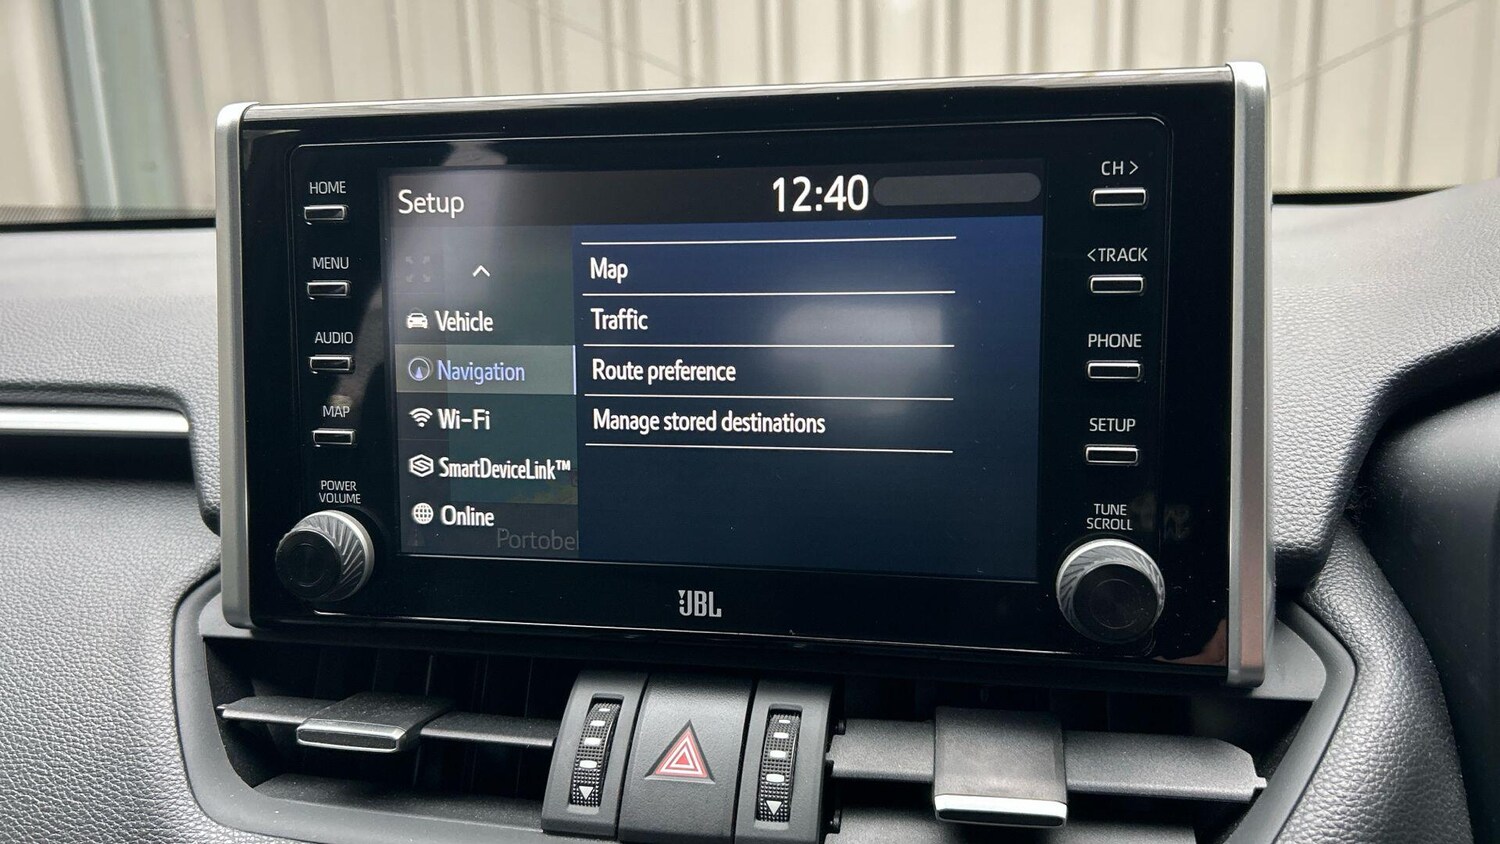 HOME
MENU
AUDIO
MAP
POWER
VOLUME
Setup
12:40
Vehicle
Navigation
Wi-Fi
SmartDeviceLink™
Online
Portobel
Map
Traffic
Route preference
Manage stored destinations
CH >
< TRACK
PHONE
SETUP
TUNE
SCROLL
JBL